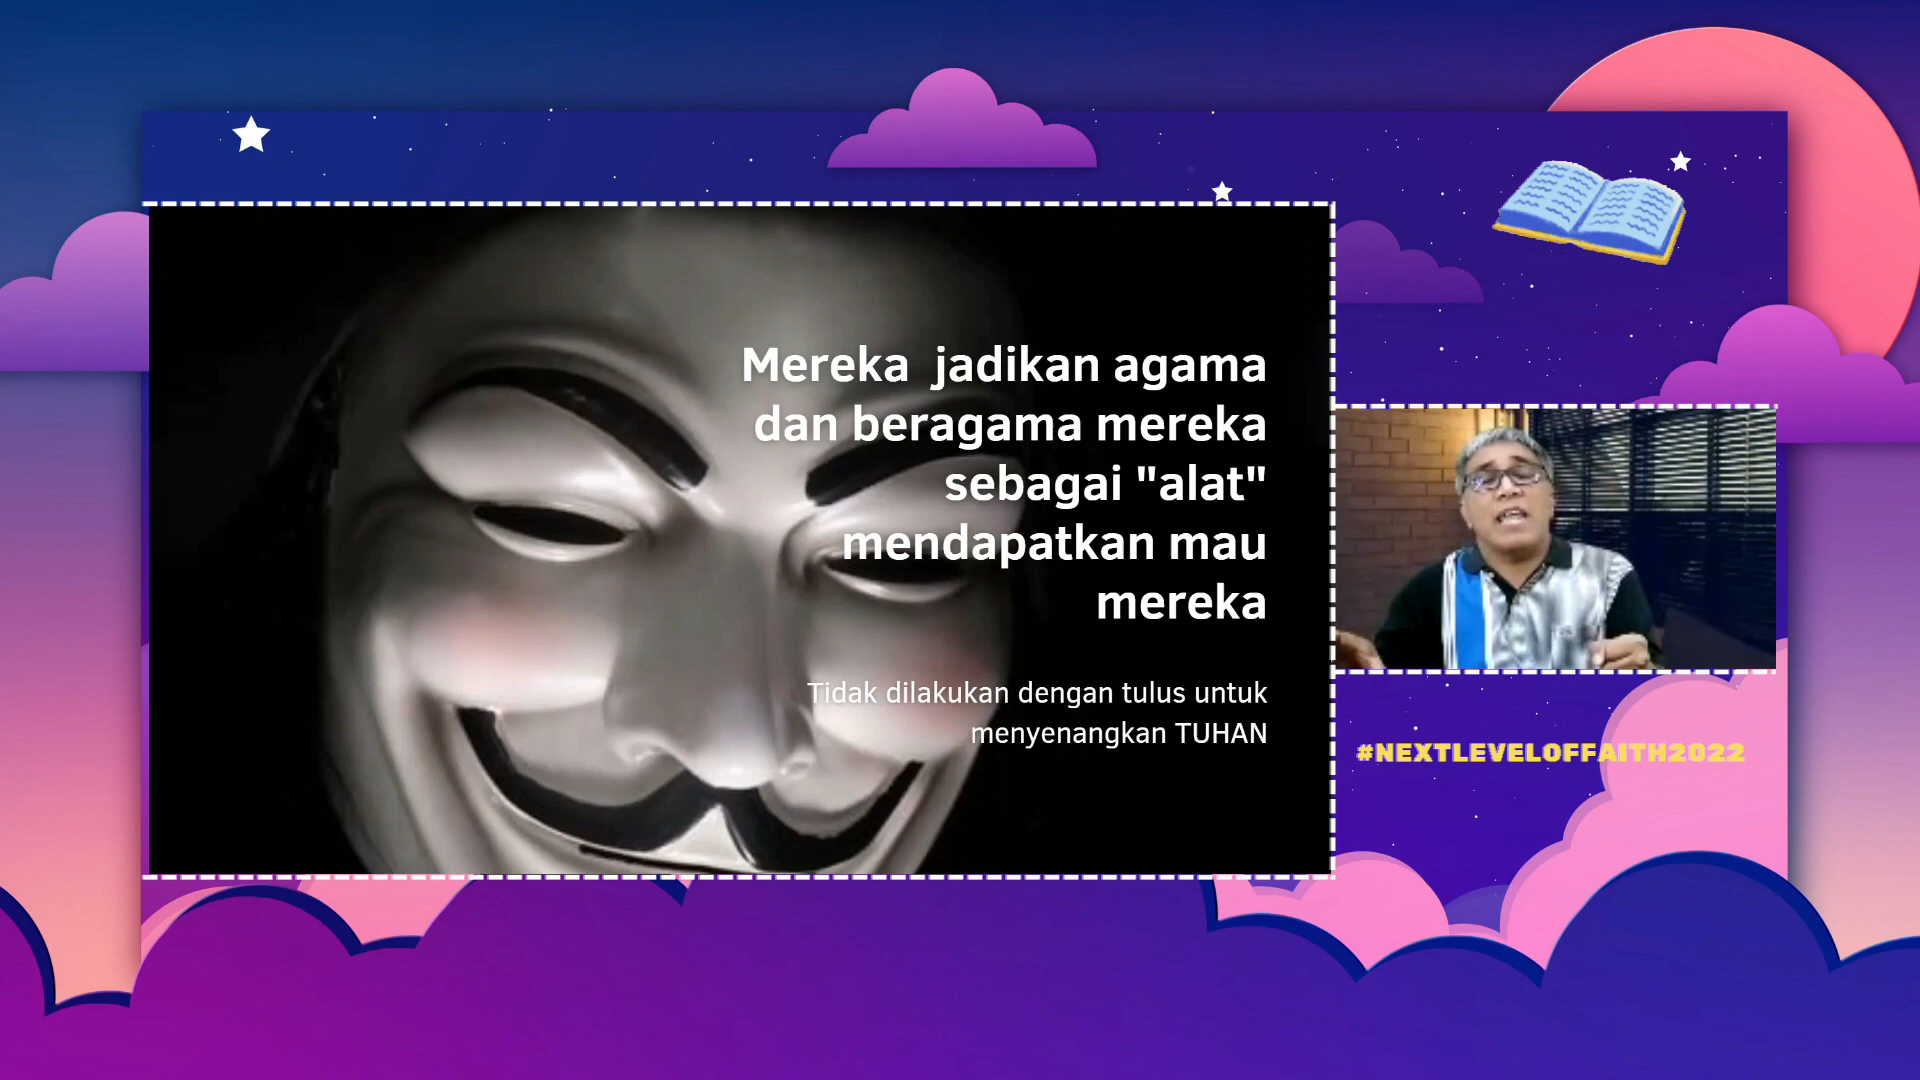 Mereka jadikan agama
dan beragama mereka
sebagai "alat"
mendapatkan mau
mereka
Tidak dilakukan dengan tulus untuk
menyenangkan TUHAN
#NEXTLEVELOFFAITH2022